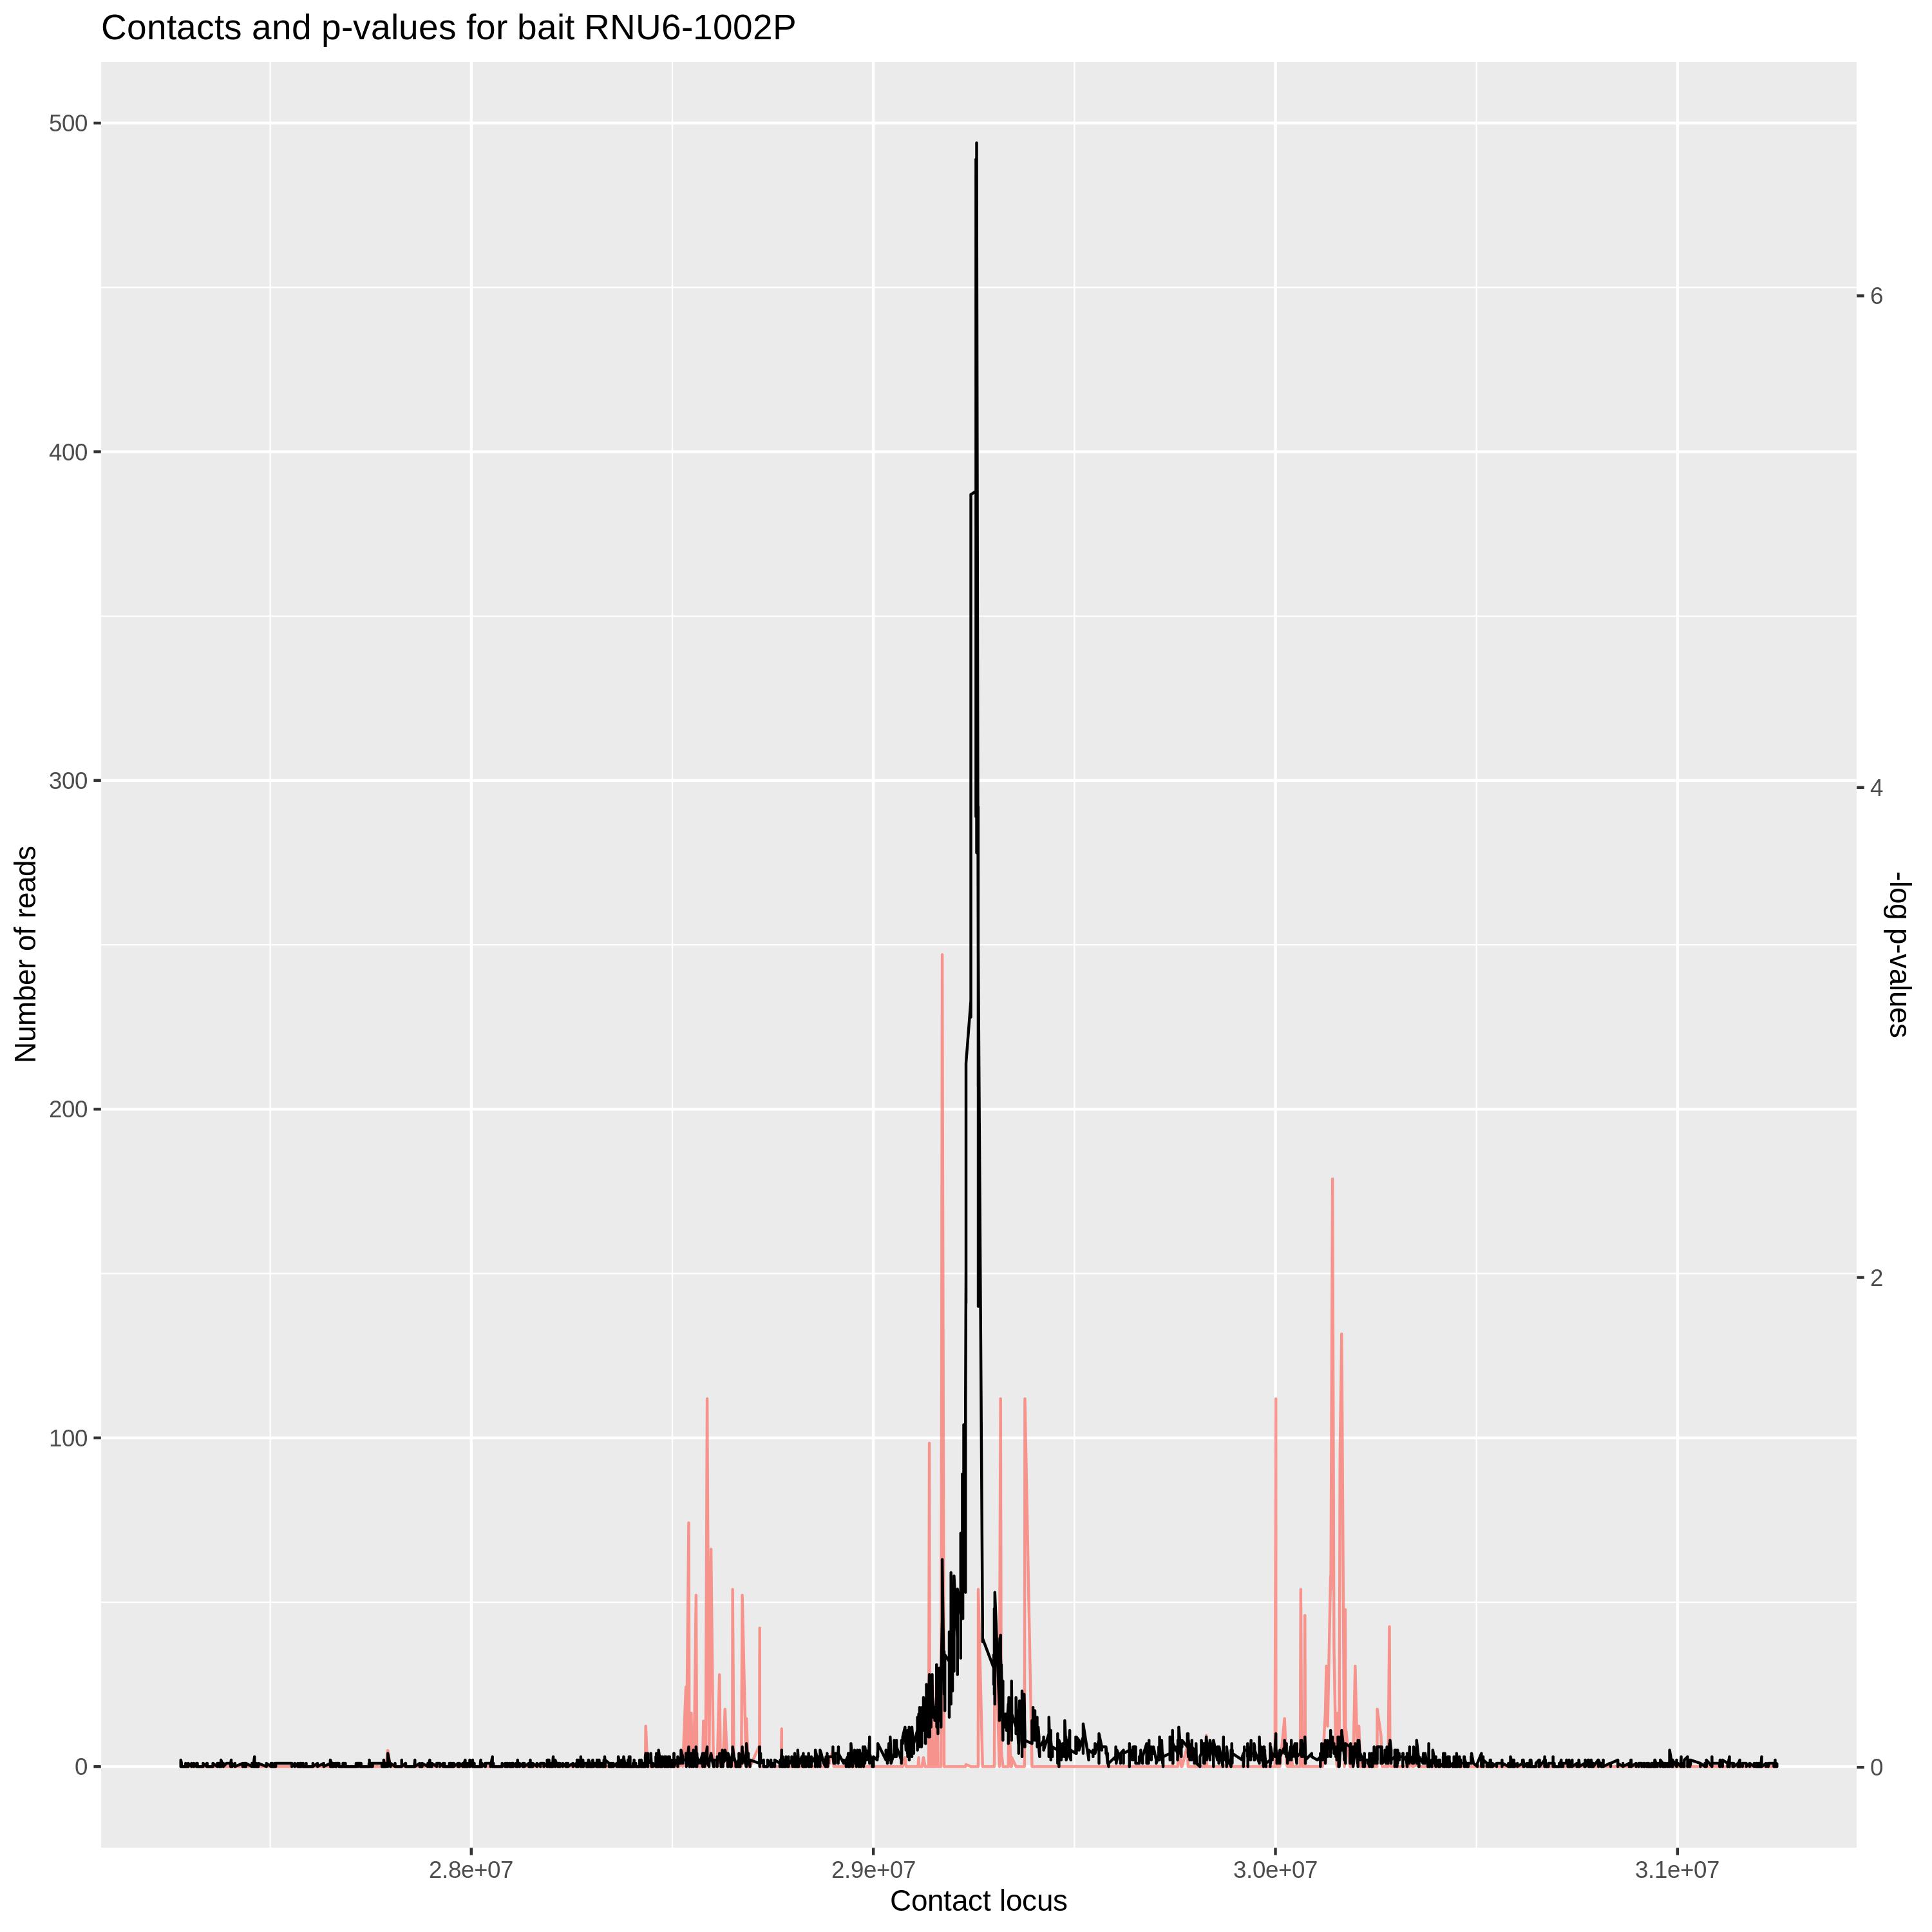 Contacts and p-values for bait RNU6-1002P
500
400
300
200
100
0
Number of reads
6
4
2
0
-log p-values
2.8e+07
2.9e+07
3.0e+07
3.1e+07
Contact locus